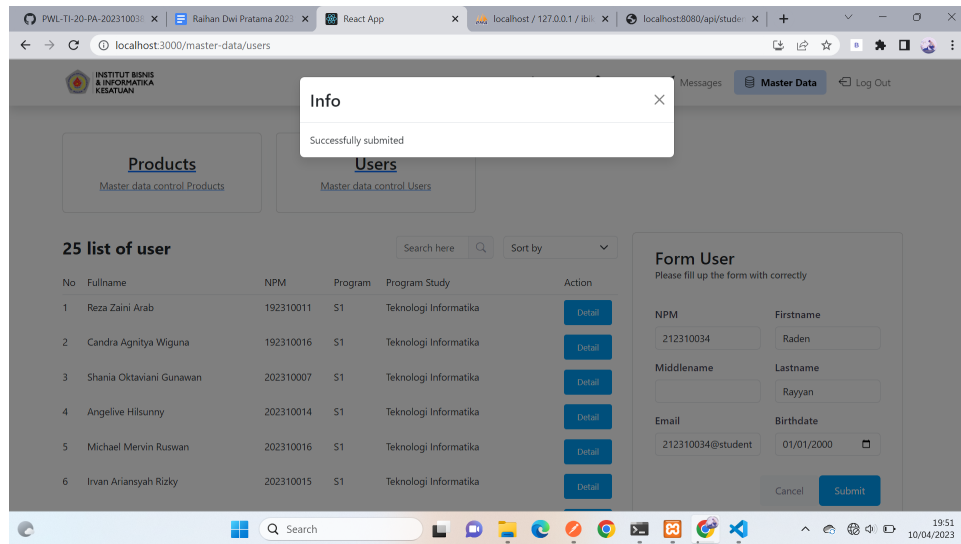 PWL-TI-20-PA-20231003
Raihan Dwi Pratama 2023
React App
localhost / 127.0.0.1 / ibik
localhost:8080/api/studen
localhost:3000/master-data/users
INSTITUT BISNIS
& INFORMATIKA
KESATUAN
Messages
Master Data
Log Out
Info
Successfully submited
Products
Master data control Products
Users
Master data control Users
25 list of user
Search here
Sort by
No Fullname NPM Program Program Study Action
1 Reza Zaini Arab 192310011 S1 Teknologi Informatika Detail
2 Candra Agnitya Wiguna 192310016 S1 Teknologi Informatika Detail
3 Shania Oktaviani Gunawan 202310007 S1 Teknologi Informatika Detail
4 Angelive Hilsunny 202310014 S1 Teknologi Informatika Detail
5 Michael Mervin Ruswan 202310016 S1 Teknologi Informatika Detail
6 Irvan Ariansyah Rizky 202310015 S1 Teknologi Informatika Detail
Form User
Please fill up the form with correctly
NPM Firstname
212310034 Raden
Middlename Lastname
Rayyan
Email Birthdate
212310034@student 01/01/2000
Cancel Submit
Search
19:51
10/04/2023